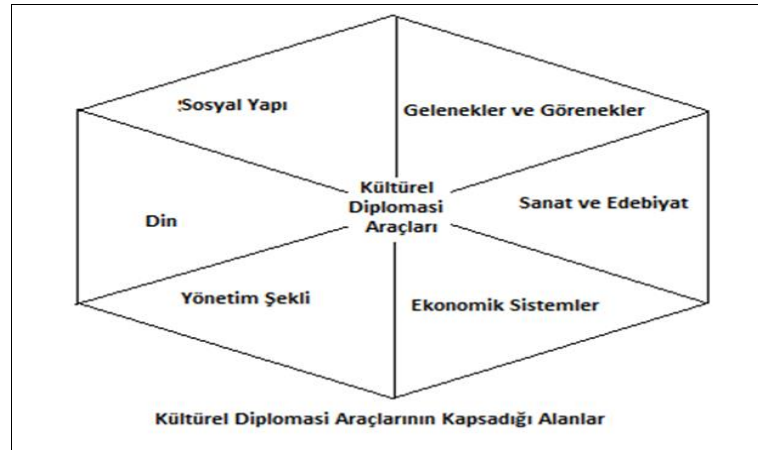 Sosyal Yapı
Gelenekler ve Görenekler
Kültürel
Diplomasi
Araçları
Sanat ve Edebiyat
Din
Yönetim Şekli
Ekonomik Sistemler
Kültürel Diplomasi Araçlarının Kapsadığı Alanlar